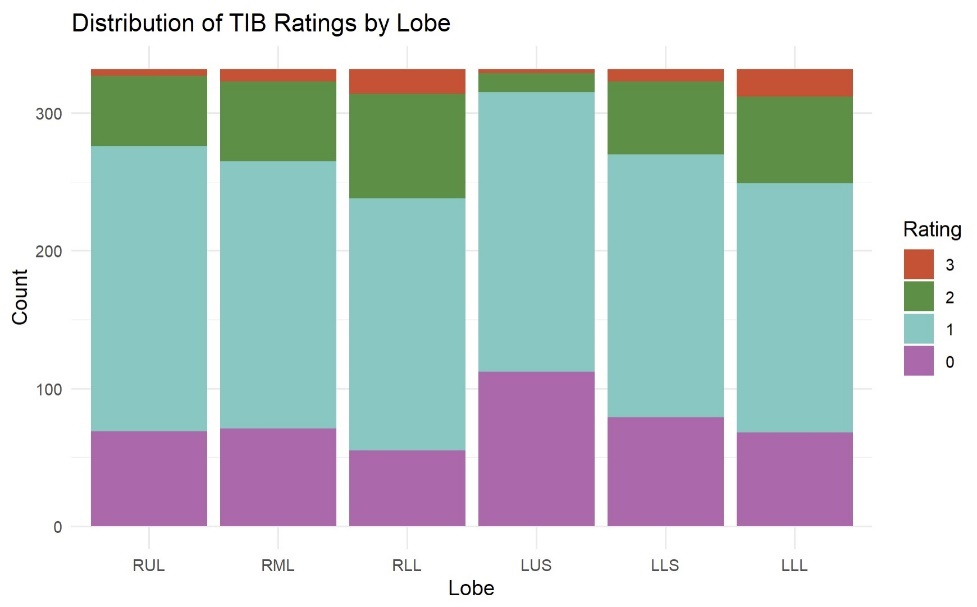 Distribution of TIB Ratings by Lobe
300
200
100
0
Count
RUL RML RLL LUS LLS LLL
Lobe
Rating
3
2
1
0